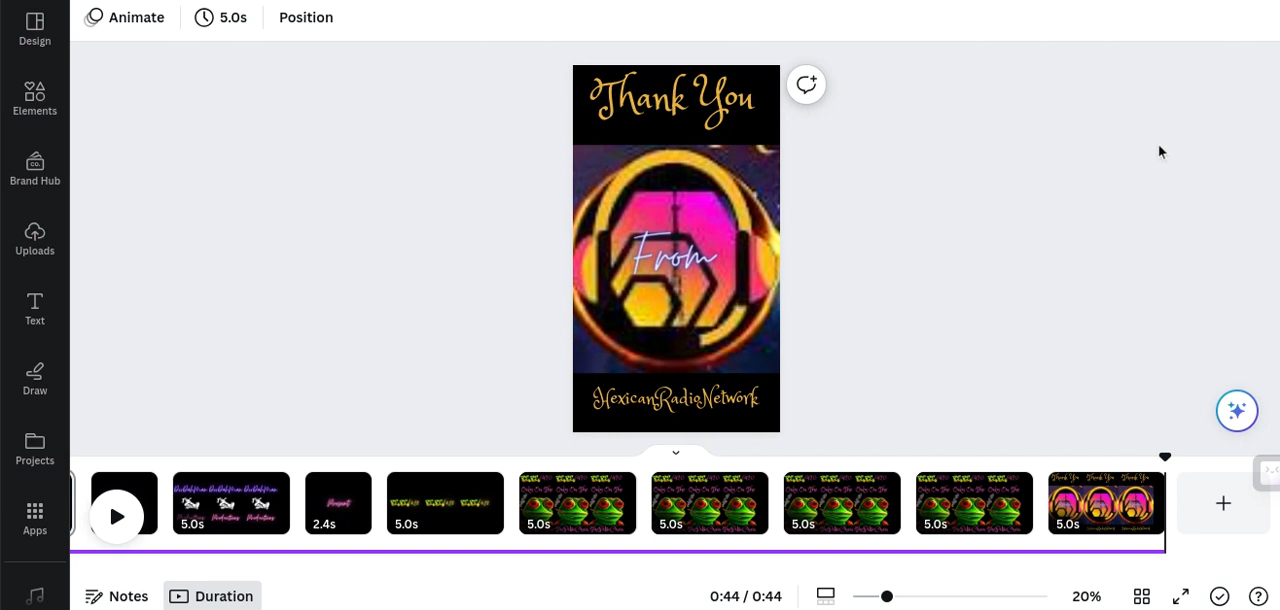 Animate
5.0s
Position
Design
Elements
CO.
Brand Hub
Uploads
Text
Draw
Projects
Apps
Thank You
From
HexicanRadioNetwork
5.0s
2.4s
5.0s
5.0s
5.0s
5.0s
5.0s
5.0s
Notes
Duration
0:44 / 0:44
20%